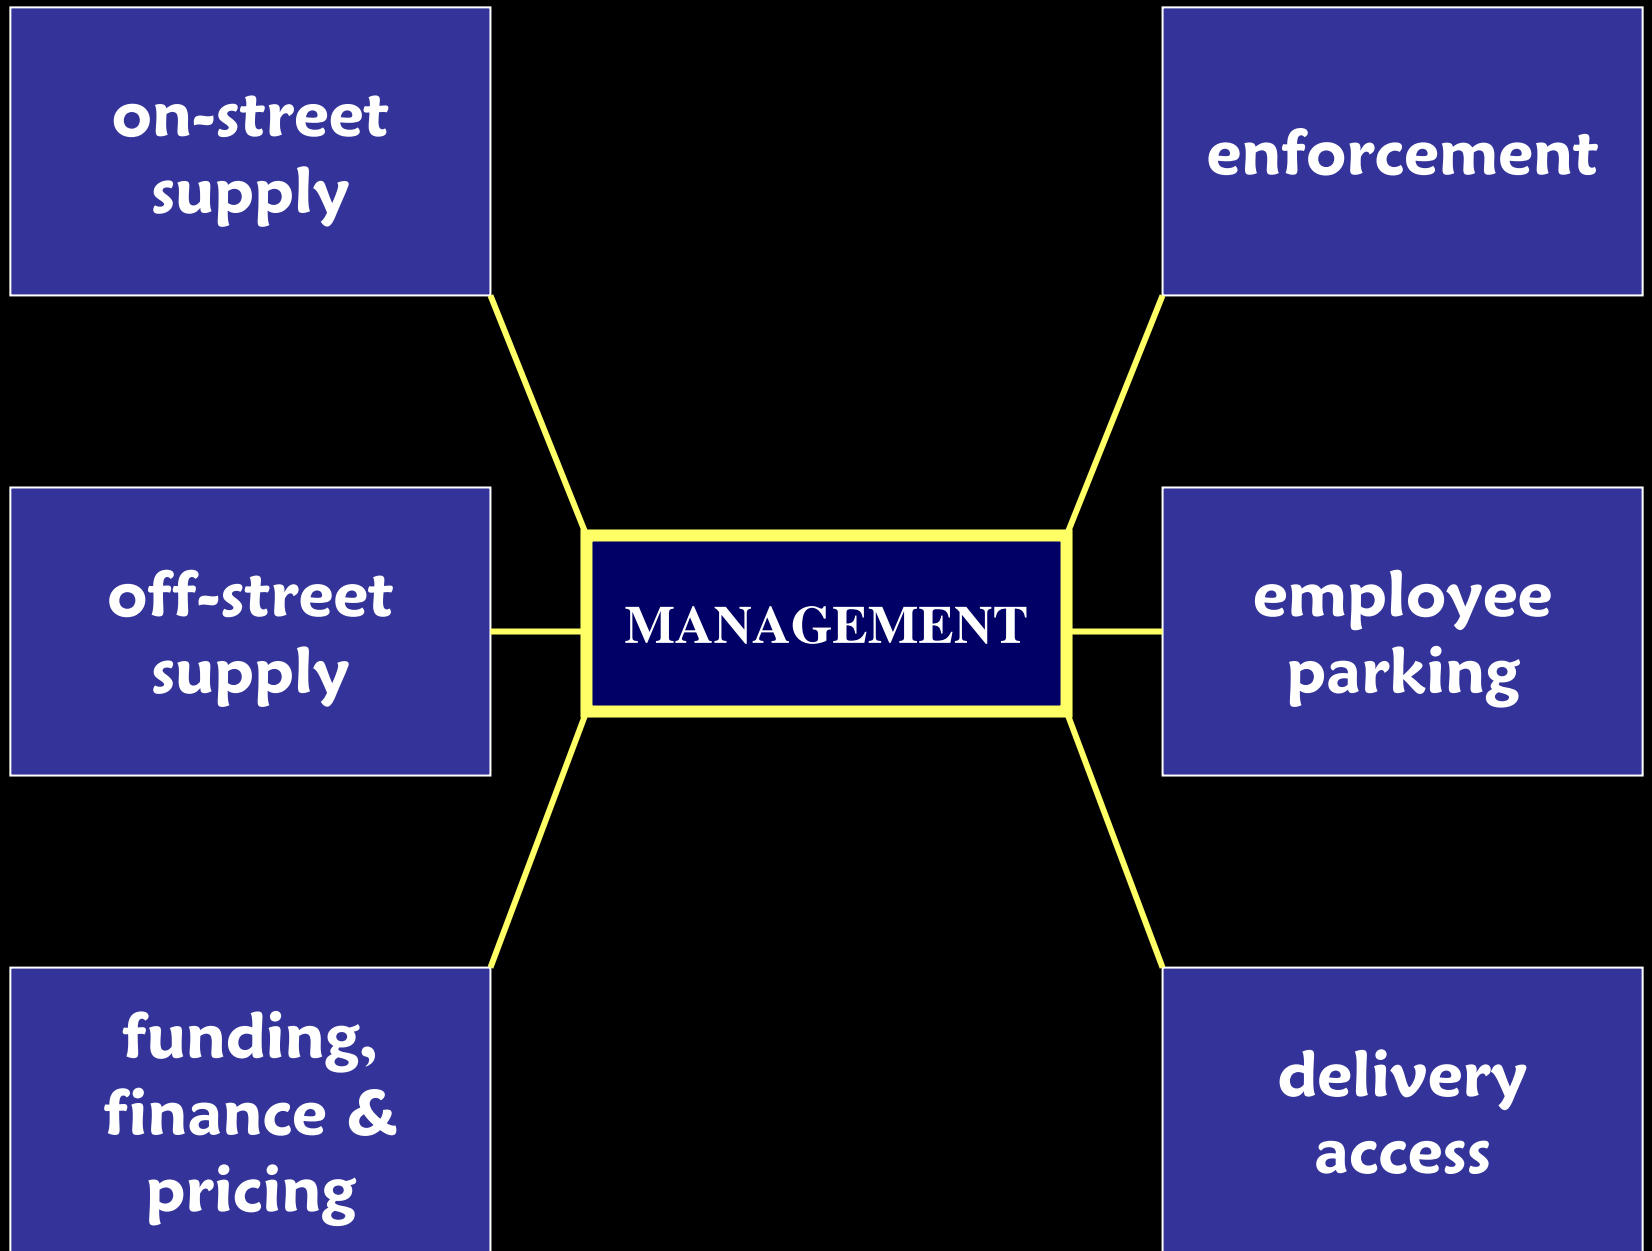 on-street
supply
enforcement
off-street
supply
MANAGEMENT
employee
parking
funding,
finance &
pricing
delivery
access